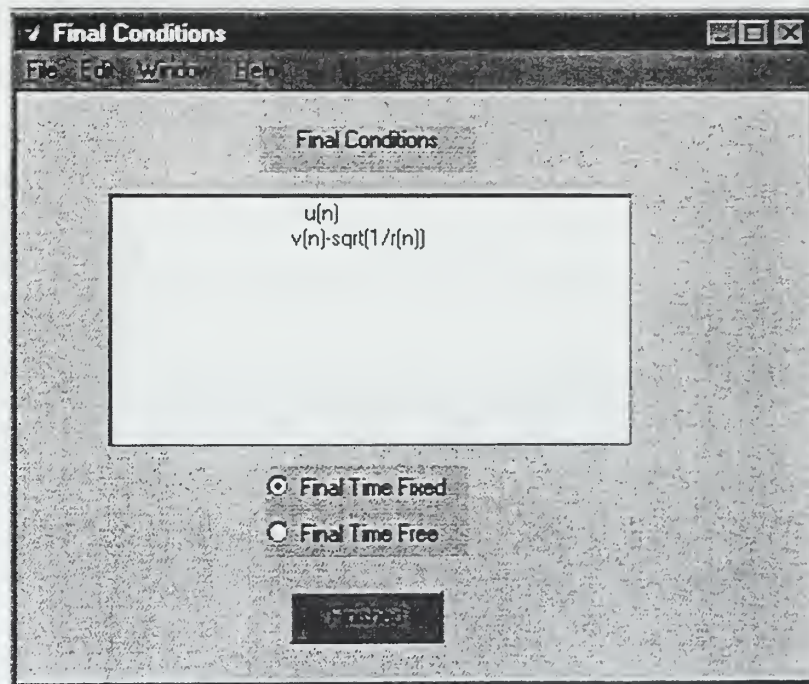 Final Conditions
File Edit Window Help
Final Conditions
u(n)
v(n)-sqrt(1/r(n))
Final Time Fixed
Final Time Free